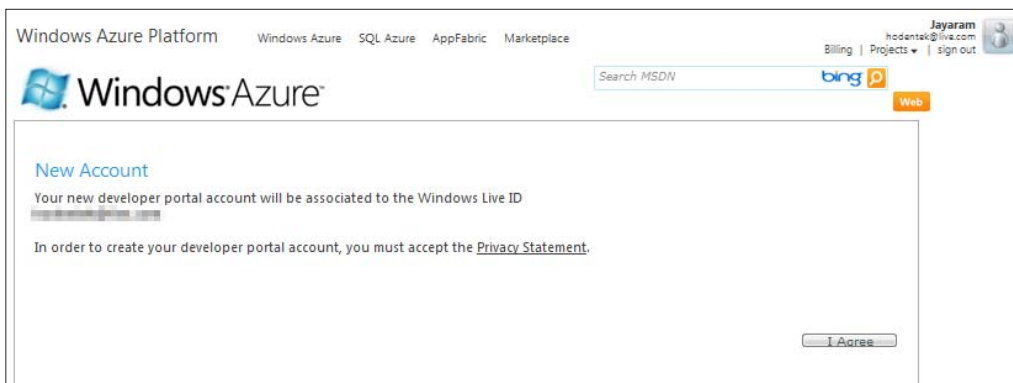 Windows Azure Platform Windows Azure SQL Azure AppFabric Marketplace
Jayaram
hodentek@live.com
Billing | Projects | sign out
Windows Azure™
Search MSDN bing
Web
New Account
Your new developer portal account will be associated to the Windows Live ID
In order to create your developer portal account, you must accept the Privacy Statement.
I Agree